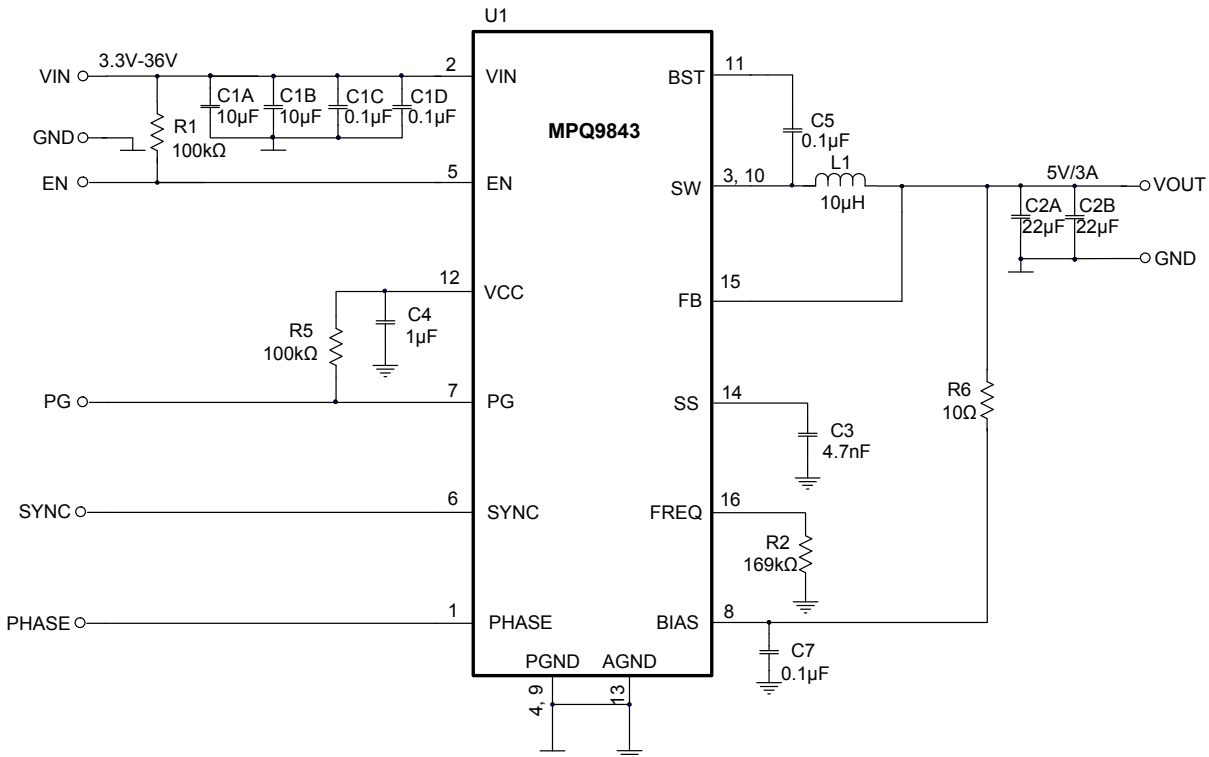 U1
3.3V-36V
VIN
2
VIN
BST
11
C1A
10µF
C1B
10µF
C1C
0.1µF
C1D
0.1µF
MPQ9843
C5
0.1µF
GND
R1
100kΩ
EN
5
EN
SW
3, 10
L1
10µH
5V/3A
VOUT
C2A
22µF
C2B
22µF
GND
12
VCC
FB
15
C4
1µF
R5
100kΩ
PG
7
PG
SS
14
R6
10Ω
C3
4.7nF
SYNC
6
SYNC
FREQ
16
R2
169kΩ
PHASE
1
PHASE
BIAS
8
C7
0.1µF
PGND
AGND
4, 9
13